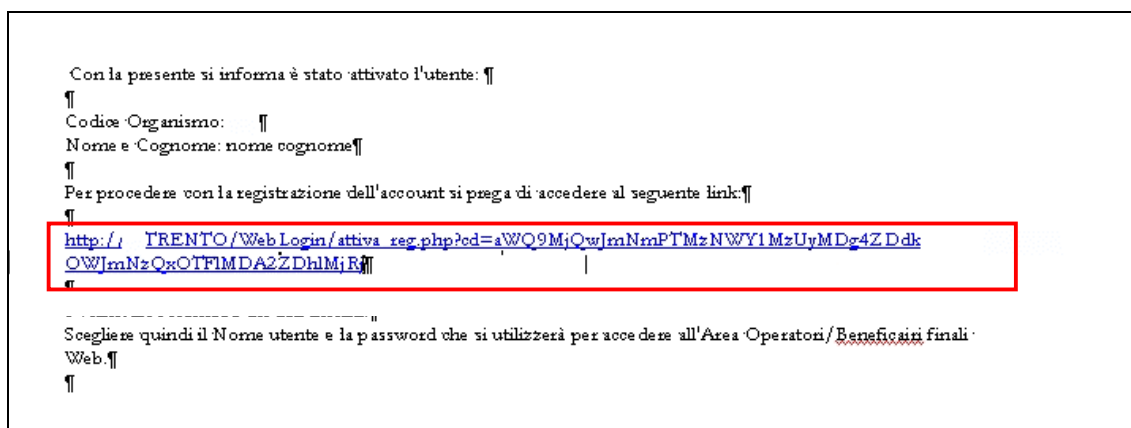 Con la presente si informa è stato attivato l'utente: ¶
¶
Codice Organismo: ¶
Nome e Cognome: nome cognome¶
¶
Per procedere con la registrazione dell'account si prega di accedere al seguente link:¶
¶
http:// TRENTO/WebLogin/attiva_reg.php?cd=aWQ9MjQwJmNmPTMzNWY1MzUyMDg4ZDdk
OWJmNzQxOTFlMDA2ZDhlMjRj¶
¶
Scegliere quindi il Nome utente e la password che si utilizzerà per accedere all'Area Operatori/Beneficairi finali
Web.¶
¶